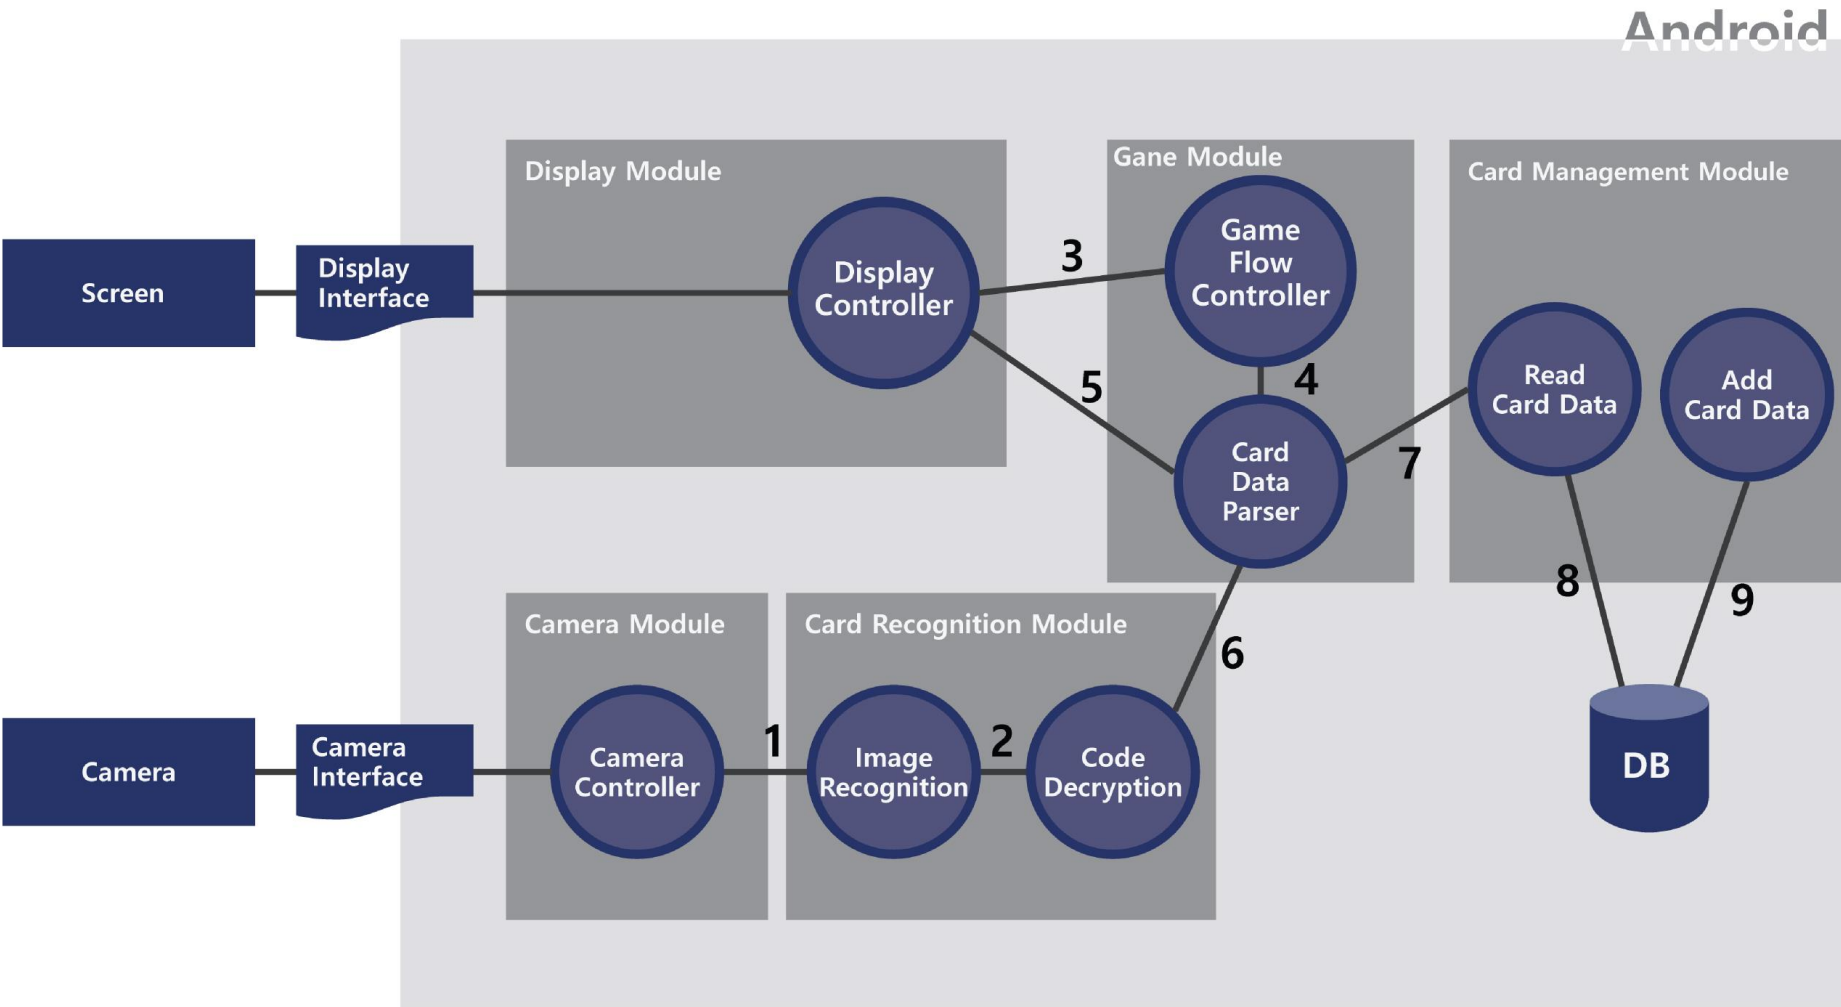 Android
Display Module
Gane Module
Card Management Module
Screen
Display
Interface
Display
Controller
3
Game
Flow
Controller
4
5
Read
Card Data
Add
Card Data
Card
Data
Parser
7
8
9
Camera Module
Card Recognition Module
6
Camera
Camera
Interface
Camera
Controller
1
Image
Recognition
2
Code
Decryption
DB